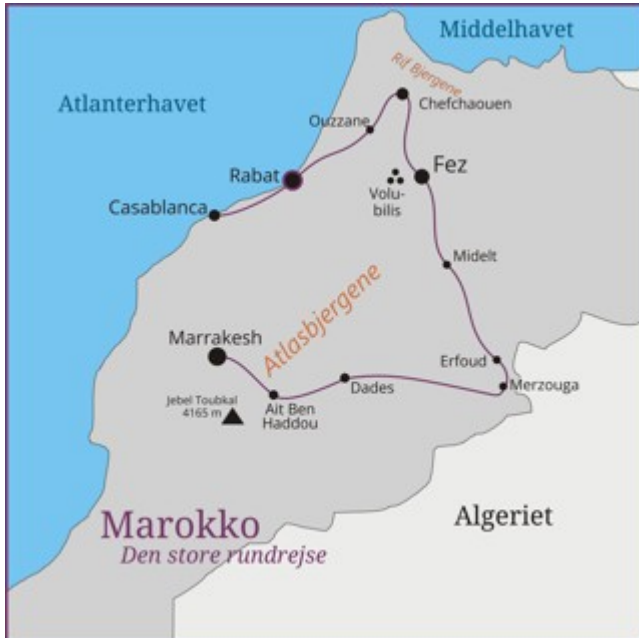 Middelhavet
Atlanterhavet
Rif Bjergene
Chefchaouen
Ouzzane
Rabat
Fez
Volu-
bilis
Casablanca
Midelt
Atlasbjergene
Marrakesh
Erfoud
Merzouga
Dades
Jebel Toubkal
4165 m
Ait Ben
Haddou
Marokko
Den store rundrejse
Algeriet